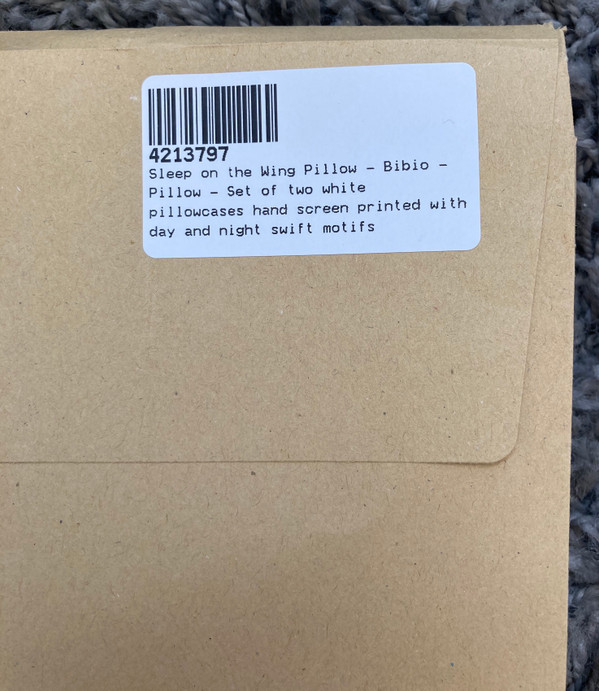 4213797
Sleep on the Wing Pillow – Bibio –
Pillow – Set of two white
pillowcases hand screen printed with
day and night swift motifs